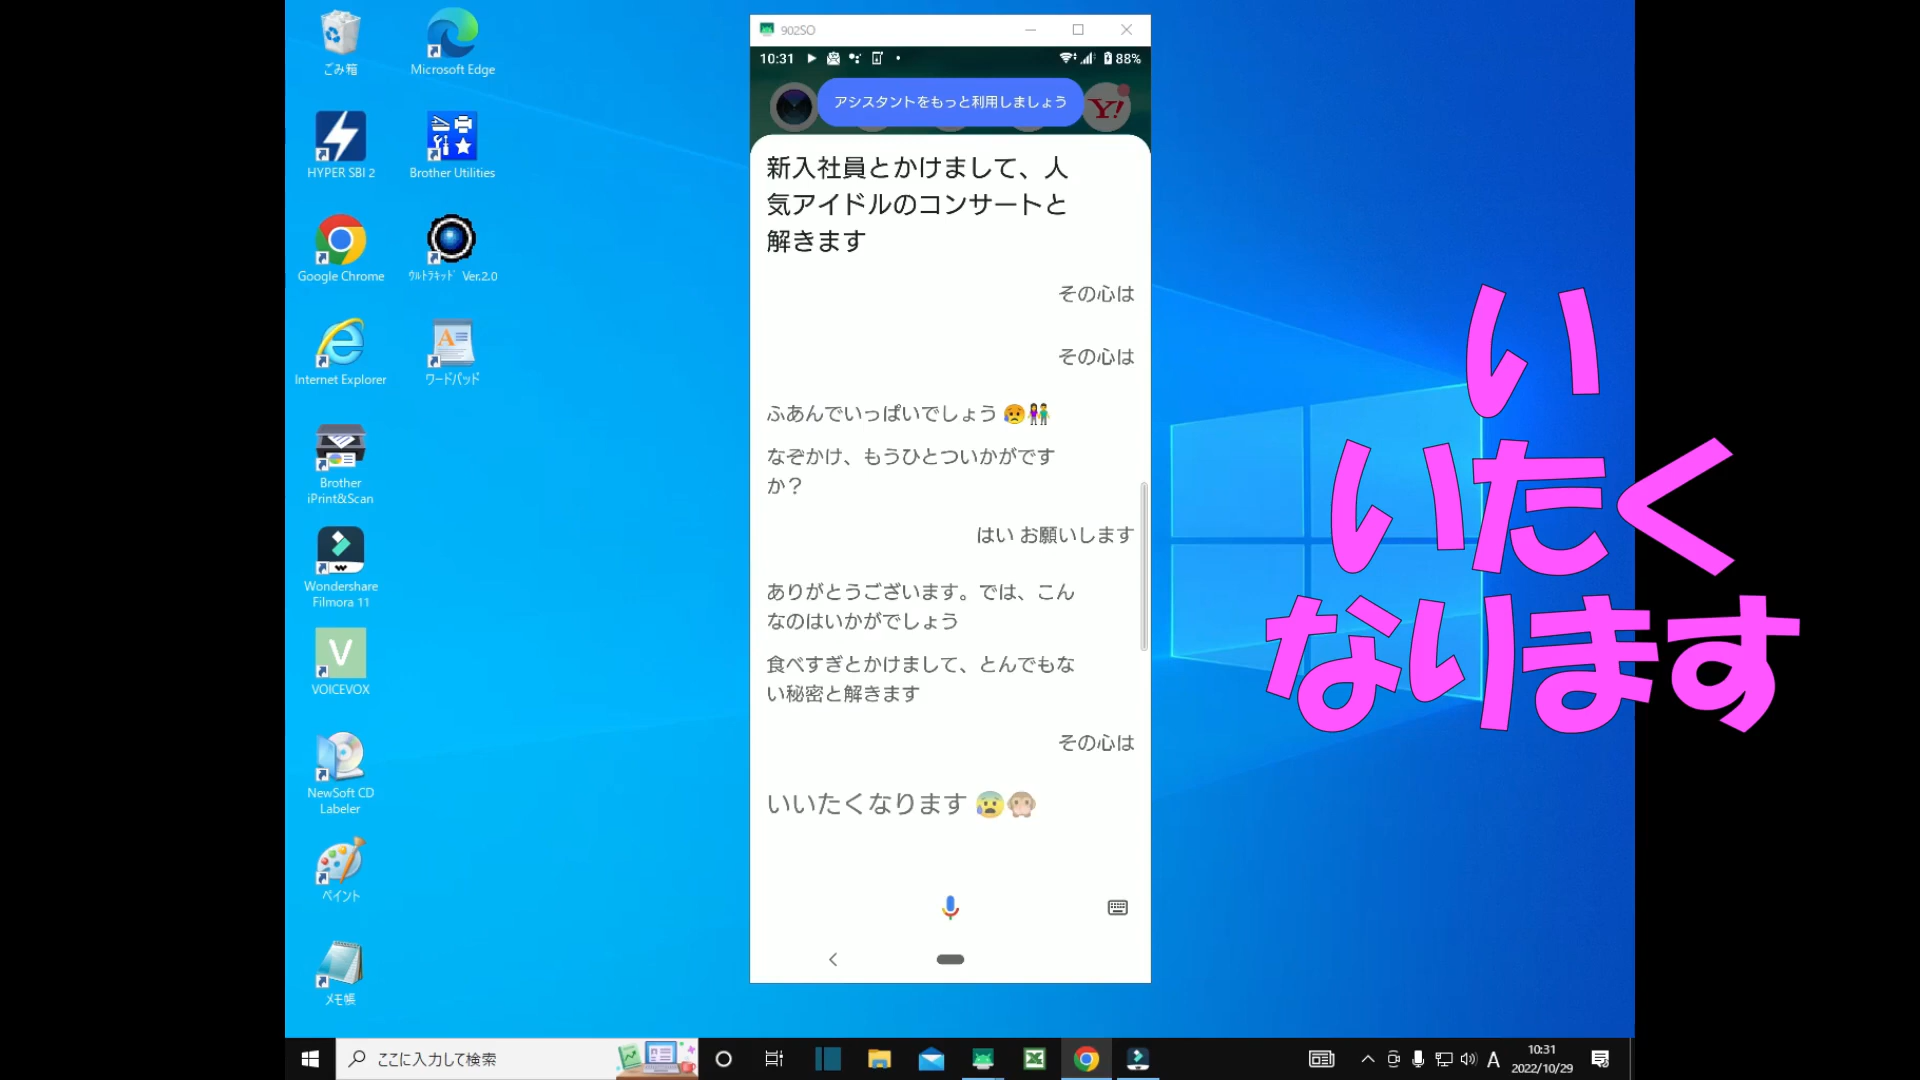 ごみ箱
Microsoft Edge
HYPER SBI 2
Brother Utilities
Google Chrome
ｳﾙﾄﾗｷｯﾄﾞ Ver.2.0
Internet Explorer
ワードパッド
Brother
iPrint&Scan
Wondershare
Filmora 11
V
VOICEVOX
NewSoft CD
Labeler
ペイント
メモ帳
902SO
10:31
88%
アシスタントをもっと利用しましょう
Y!
新入社員とかけまして、人
気アイドルのコンサートと
解きます
その心は
その心は
ふあんでいっぱいでしょう 😥👫
なぞかけ、もうひとついかがです
か？
はい お願いします
ありがとうございます。では、こん
なのはいかがでしょう
食べすぎとかけまして、とんでもな
い秘密と解きます
その心は
いいたくなります 😰🙊
い
いたく
なります
ここに入力して検索
A
10:31
2022/10/29